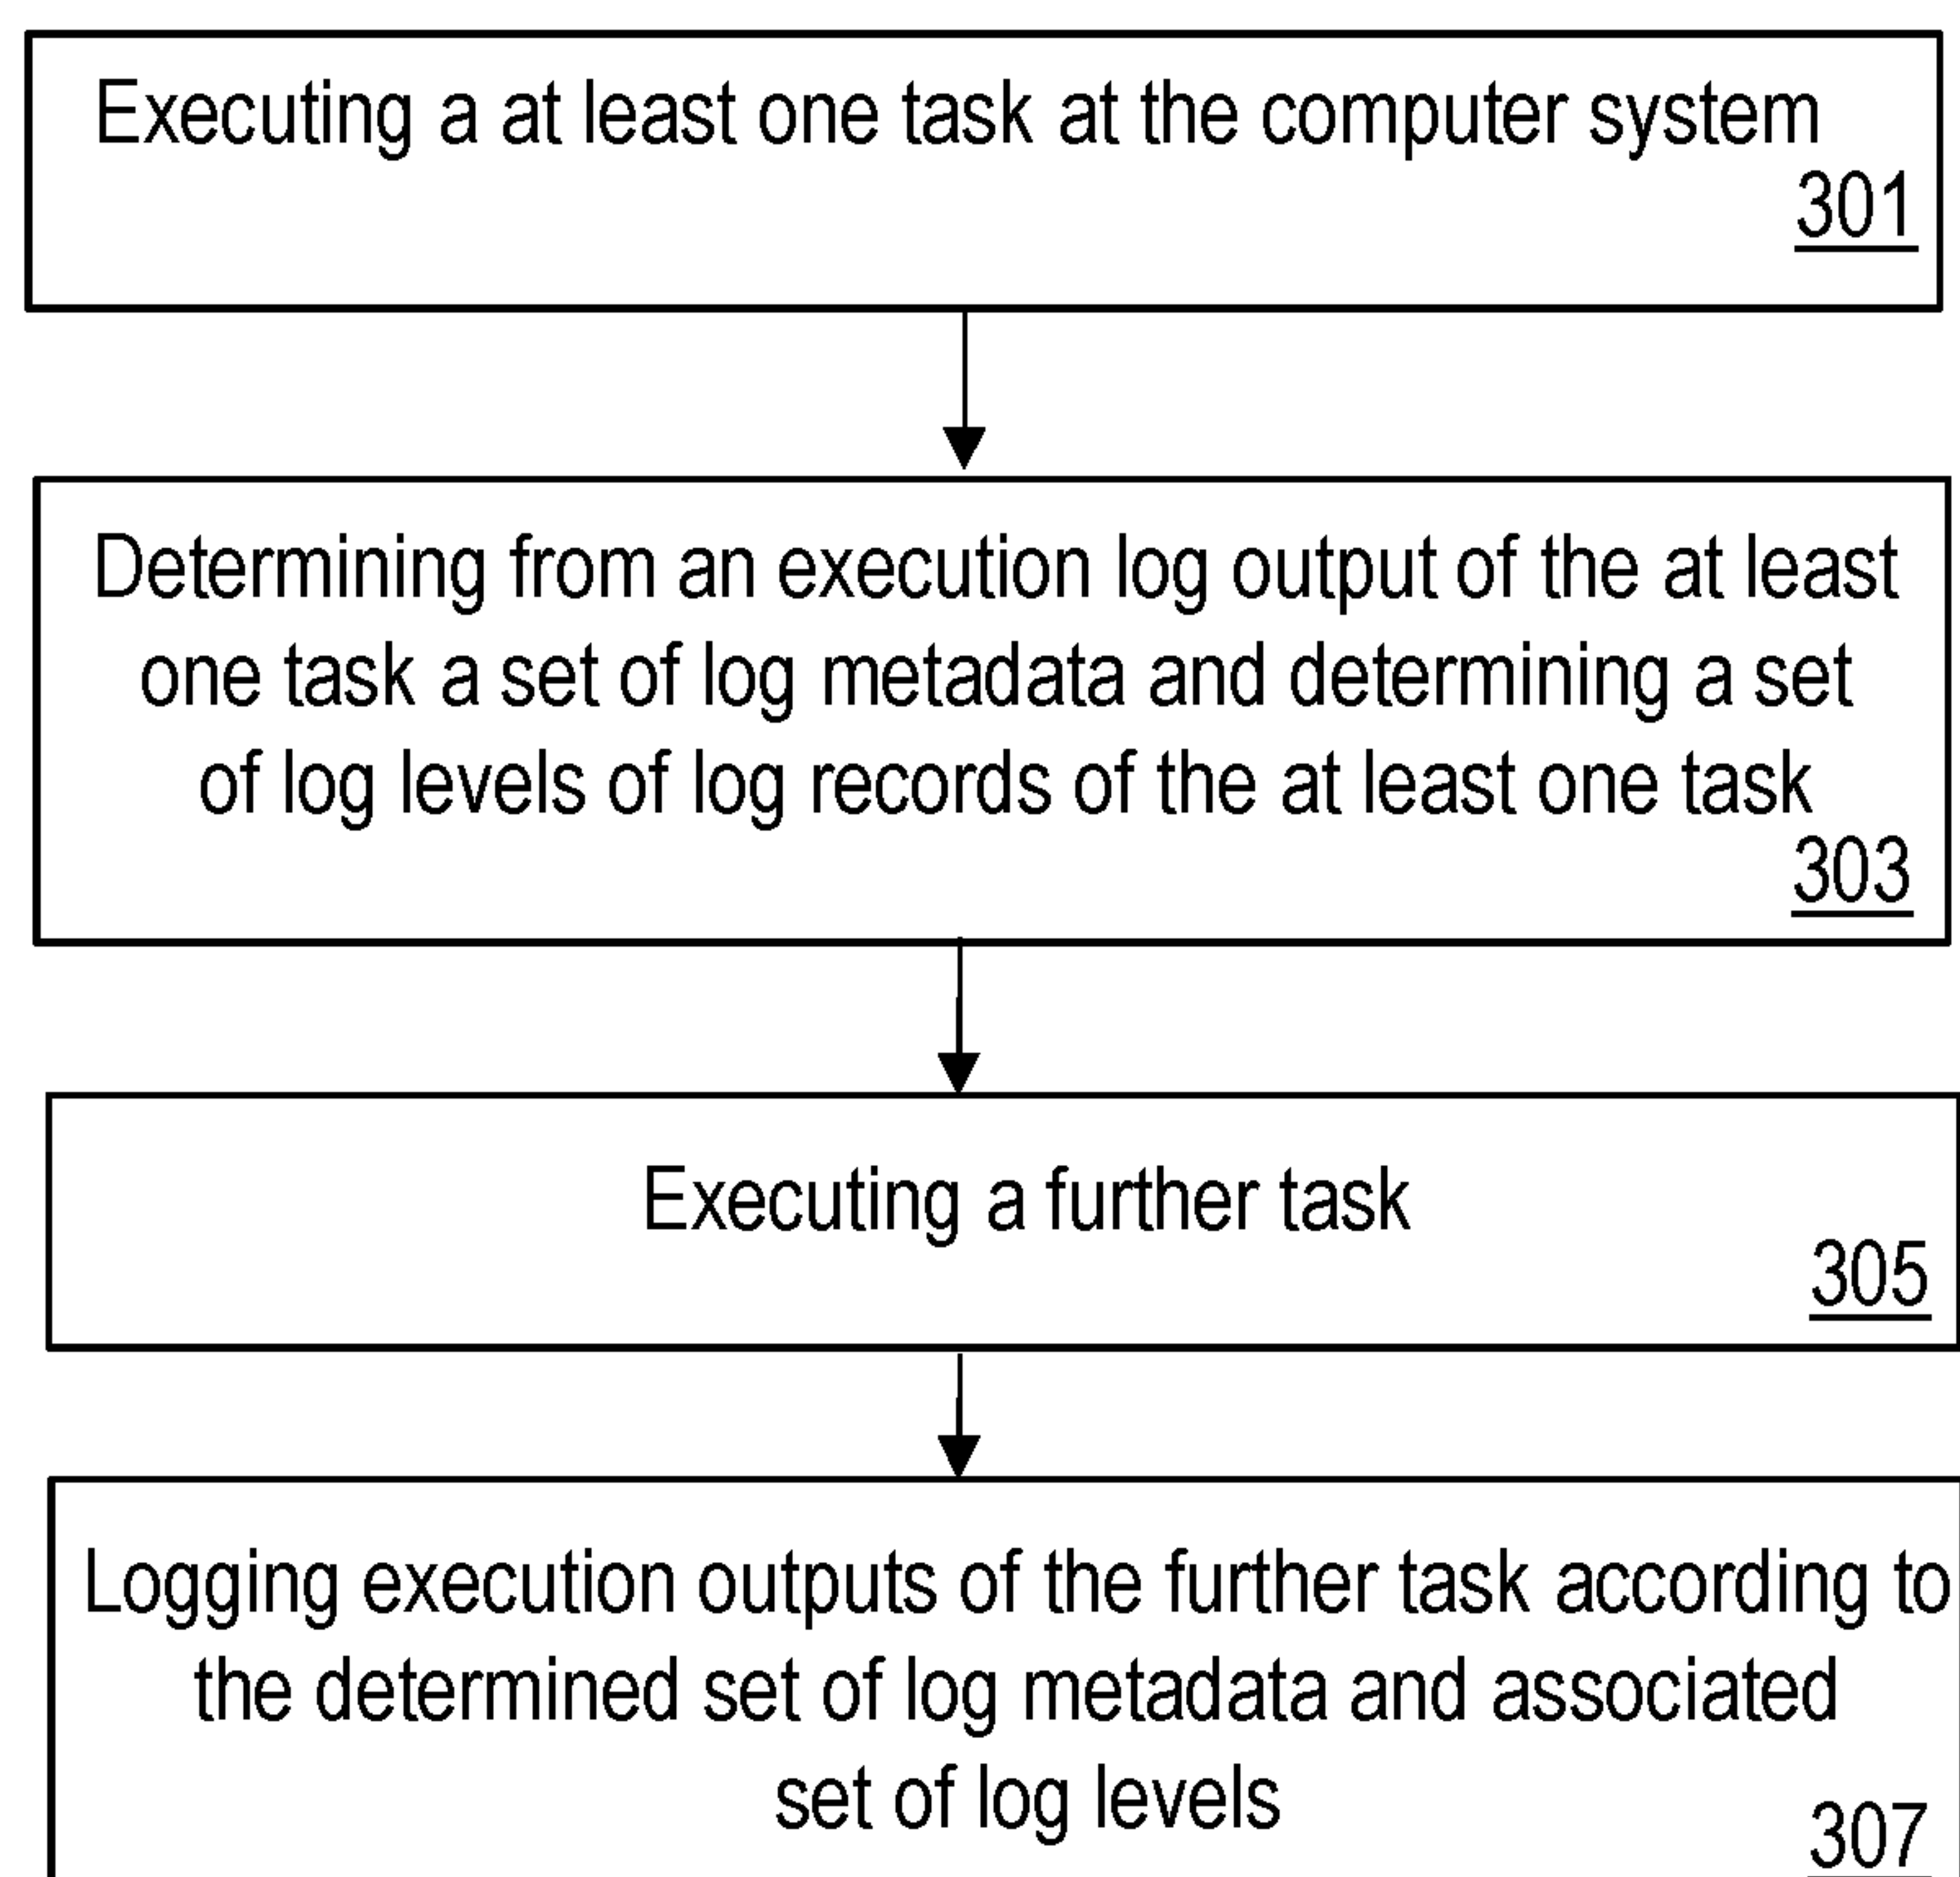 Executing a at least one task at the computer system
301
Determining from an execution log output of the at least
one task a set of log metadata and determining a set
of log levels of log records of the at least one task
303
Executing a further task
305
Logging execution outputs of the further task according to
the determined set of log metadata and associated
set of log levels
307